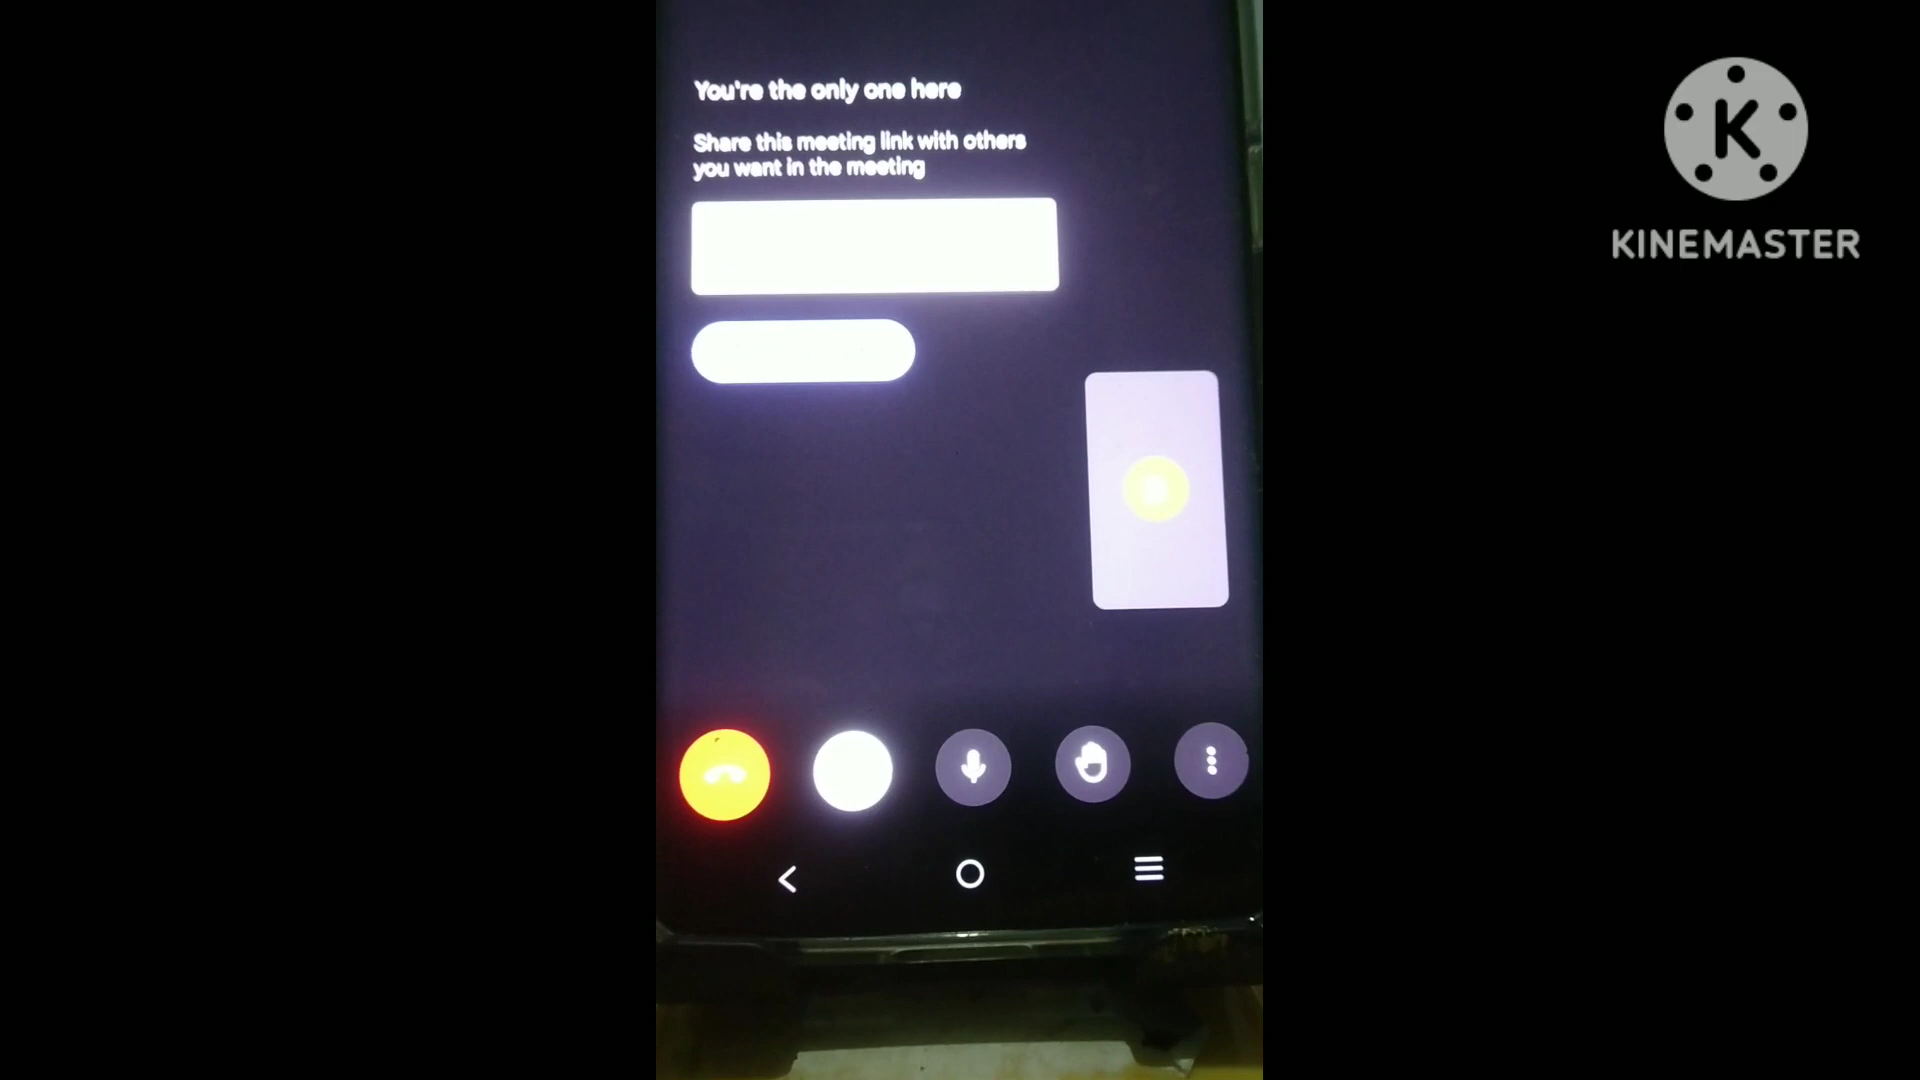 You're the only one here
Share this meeting link with others
you want in the meeting
K
KINEMASTER